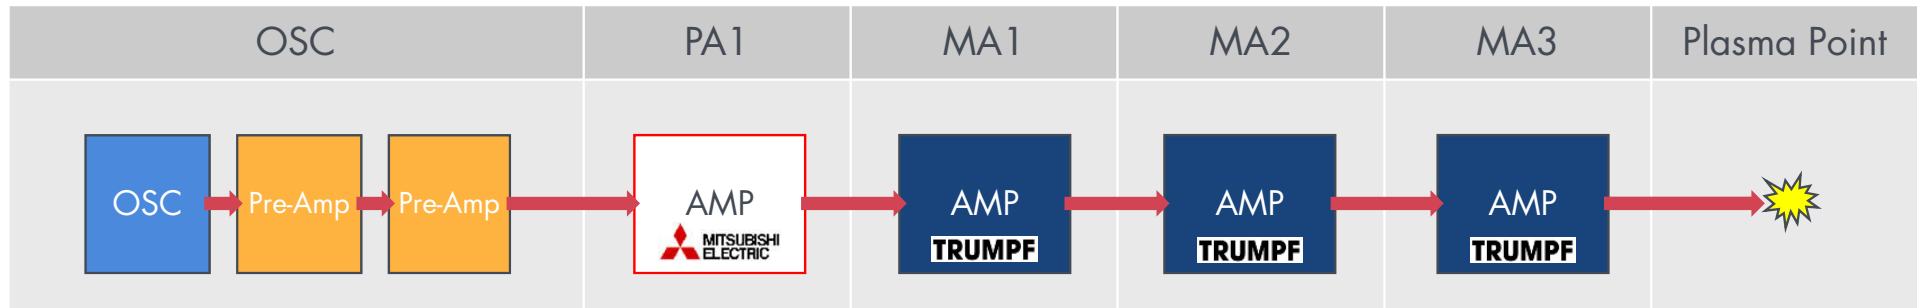 OSC PA1 MA1 MA2 MA3 Plasma Point
OSC Pre-Amp Pre-Amp AMP AMP AMP AMP
MITSUBISHI
ELECTRIC
TRUMPF TRUMPF TRUMPF